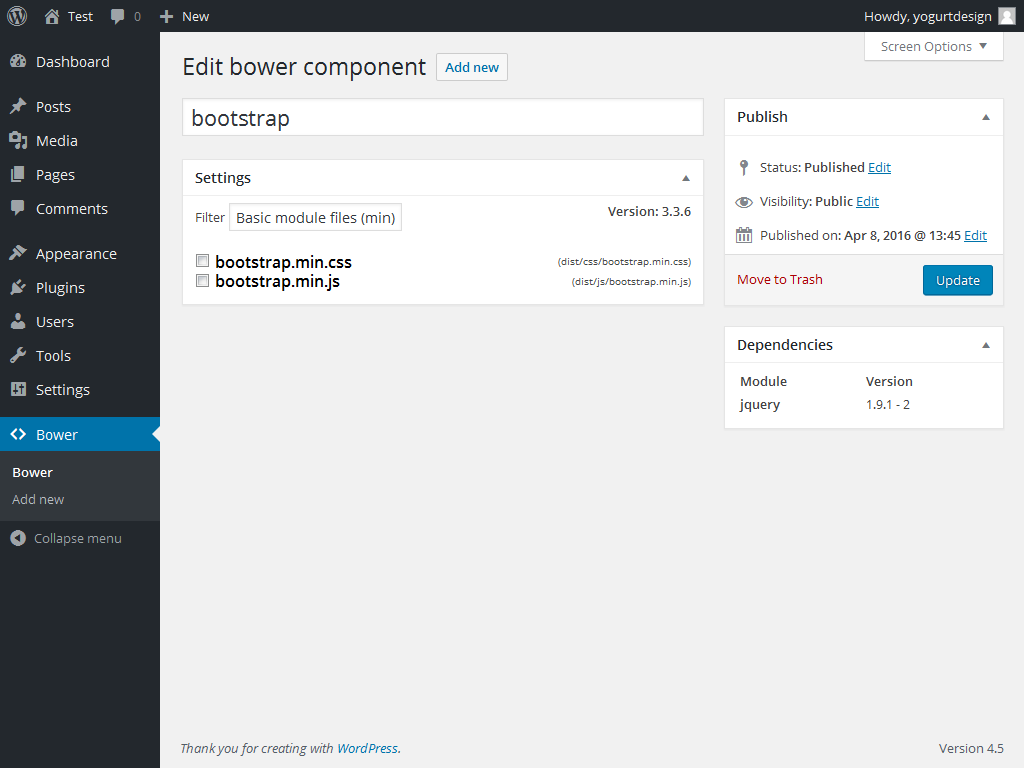 Test 0 New Howdy, yogurtdesign
Screen Options
Dashboard
Posts
Media
Pages
Comments
Appearance
Plugins
Users
Tools
Settings
Bower
Bower
Add new
Collapse menu
Edit bower component Add new
bootstrap
Settings
Filter Basic module files (min) Version: 3.3.6
bootstrap.min.css (dist/css/bootstrap.min.css)
bootstrap.min.js (dist/js/bootstrap.min.js)
Publish
Status: Published Edit
Visibility: Public Edit
Published on: Apr 8, 2016 @ 13:45 Edit
Move to Trash Update
Dependencies
Module Version
jquery 1.9.1 - 2
Thank you for creating with WordPress. Version 4.5